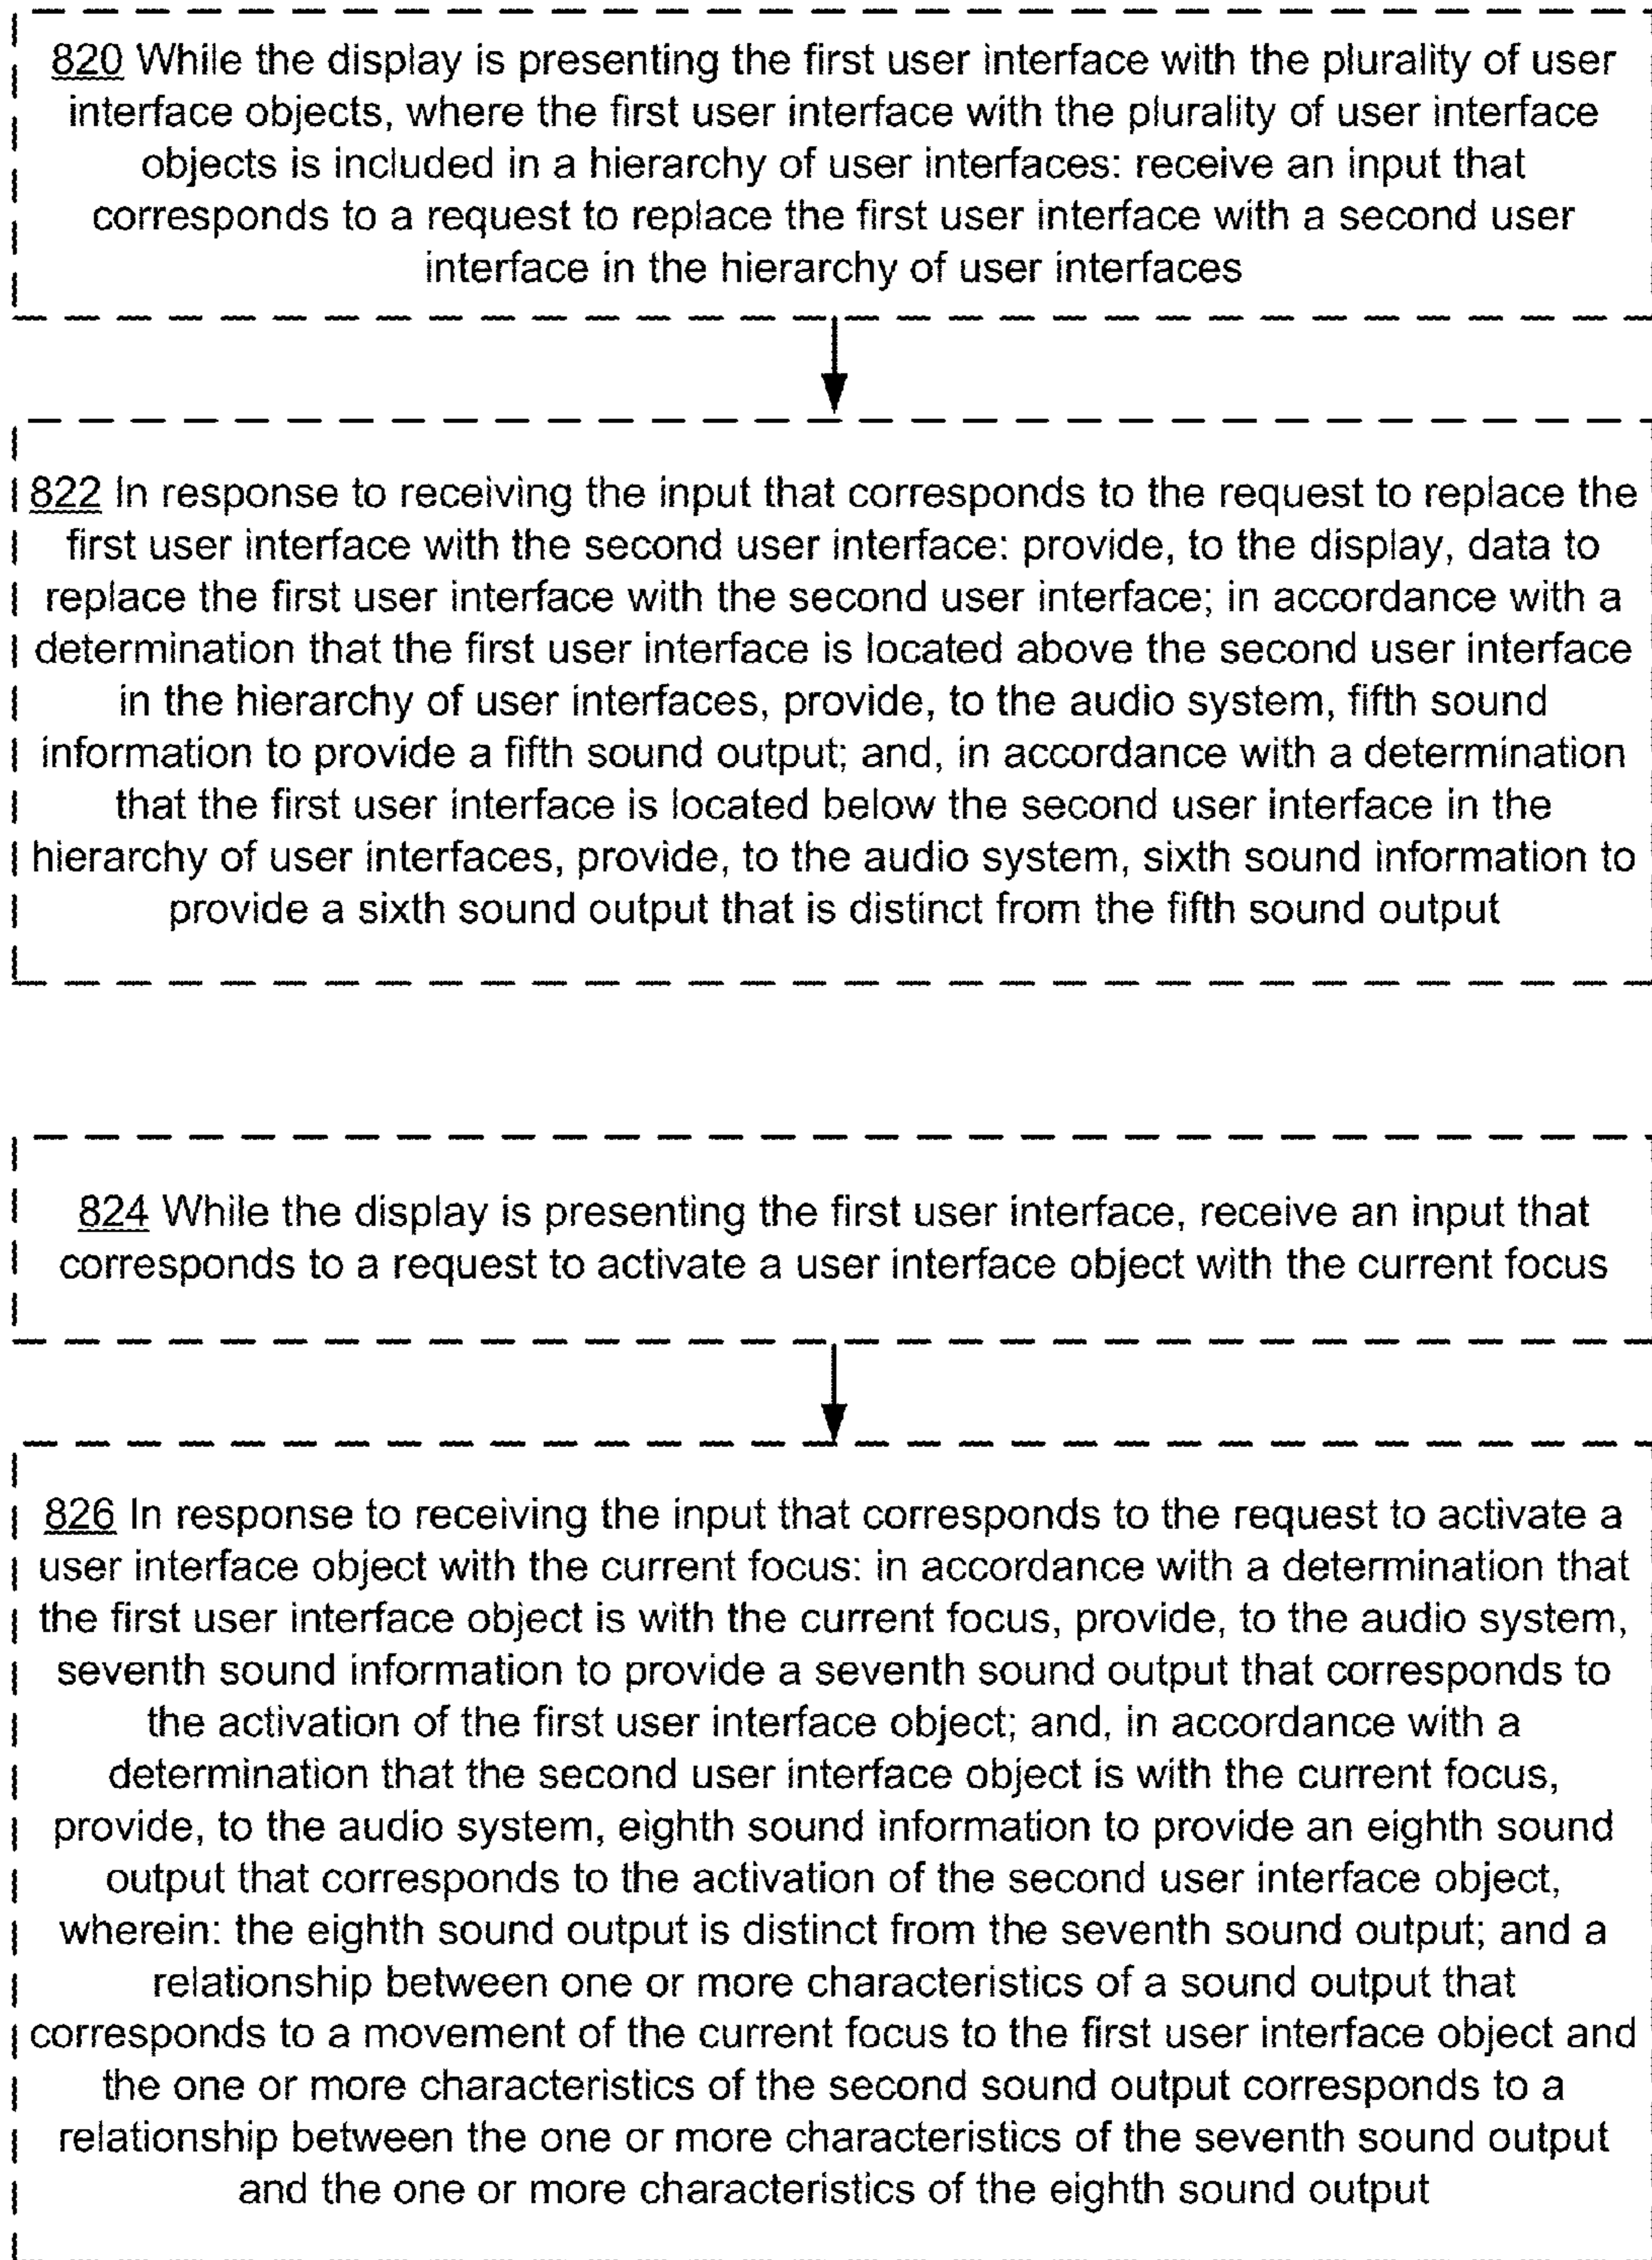 820 While the display is presenting the first user interface with the plurality of user
interface objects, where the first user interface with the plurality of user interface
objects is included in a hierarchy of user interfaces: receive an input that
corresponds to a request to replace the first user interface with a second user
interface in the hierarchy of user interfaces
822 In response to receiving the input that corresponds to the request to replace the
first user interface with the second user interface: provide, to the display, data to
replace the first user interface with the second user interface; in accordance with a
determination that the first user interface is located above the second user interface
in the hierarchy of user interfaces, provide, to the audio system, fifth sound
information to provide a fifth sound output; and, in accordance with a determination
that the first user interface is located below the second user interface in the
hierarchy of user interfaces, provide, to the audio system, sixth sound information to
provide a sixth sound output that is distinct from the fifth sound output
824 While the display is presenting the first user interface, receive an input that
corresponds to a request to activate a user interface object with the current focus
826 In response to receiving the input that corresponds to the request to activate a
user interface object with the current focus: in accordance with a determination that
the first user interface object is with the current focus, provide, to the audio system,
seventh sound information to provide a seventh sound output that corresponds to
the activation of the first user interface object; and, in accordance with a
determination that the second user interface object is with the current focus,
provide, to the audio system, eighth sound information to provide an eighth sound
output that corresponds to the activation of the second user interface object,
wherein: the eighth sound output is distinct from the seventh sound output; and a
relationship between one or more characteristics of a sound output that
corresponds to a movement of the current focus to the first user interface object and
the one or more characteristics of the second sound output corresponds to a
relationship between the one or more characteristics of the seventh sound output
and the one or more characteristics of the eighth sound output